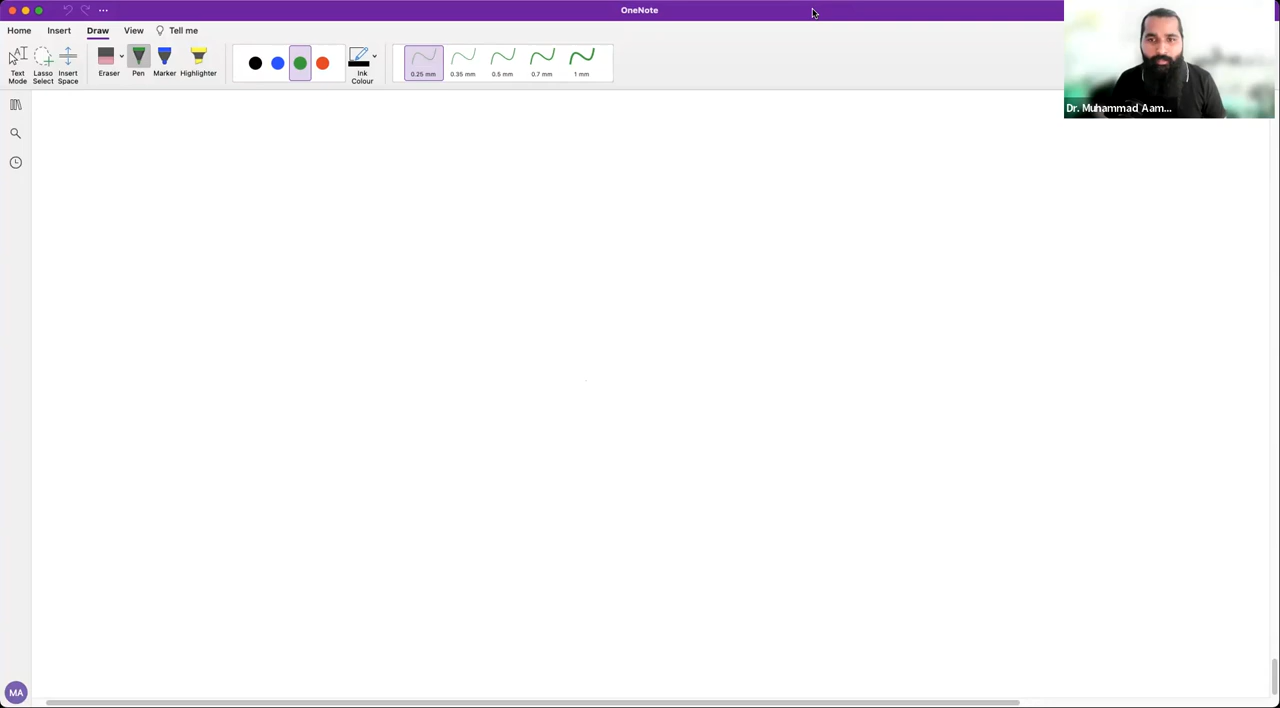 OneNote
Home Insert Draw View Tell me
Text Mode
Lasso Select
Insert Space
Eraser
Pen
Marker
Highlighter
Ink Colour
0.25 mm
0.35 mm
0.5 mm
0.7 mm
1 mm
Dr. Muhammad Aam...
MA